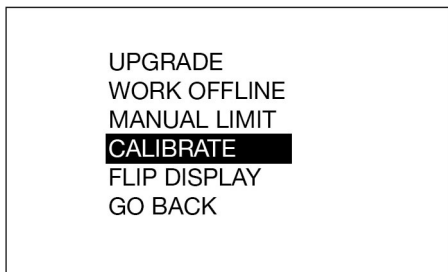 UPGRADE
WORK OFFLINE
MANUAL LIMIT
CALIBRATE
FLIP DISPLAY
GO BACK